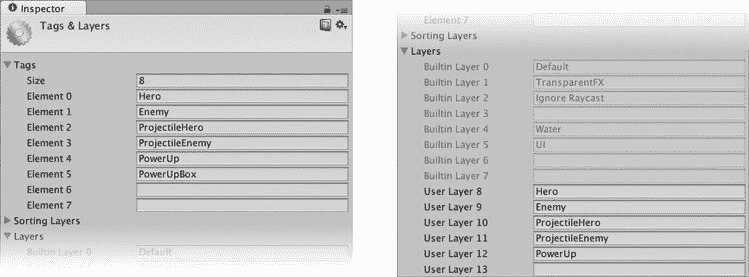 Inspector
Tags & Layers
Tags
Size 8
Element 0 Hero
Element 1 Enemy
Element 2 ProjectileHero
Element 3 ProjectileEnemy
Element 4 PowerUp
Element 5 PowerUpBox
Element 6
Element 7
Sorting Layers
Layers
Builtin Layer 0 Default
Element 7
Sorting Layers
Layers
Builtin Layer 0 Default
Builtin Layer 1 TransparentFX
Builtin Layer 2 Ignore Raycast
Builtin Layer 3
Builtin Layer 4 Water
Builtin Layer 5 UI
Builtin Layer 6
Builtin Layer 7
User Layer 8 Hero
User Layer 9 Enemy
User Layer 10 ProjectileHero
User Layer 11 ProjectileEnemy
User Layer 12 PowerUp
User Layer 13